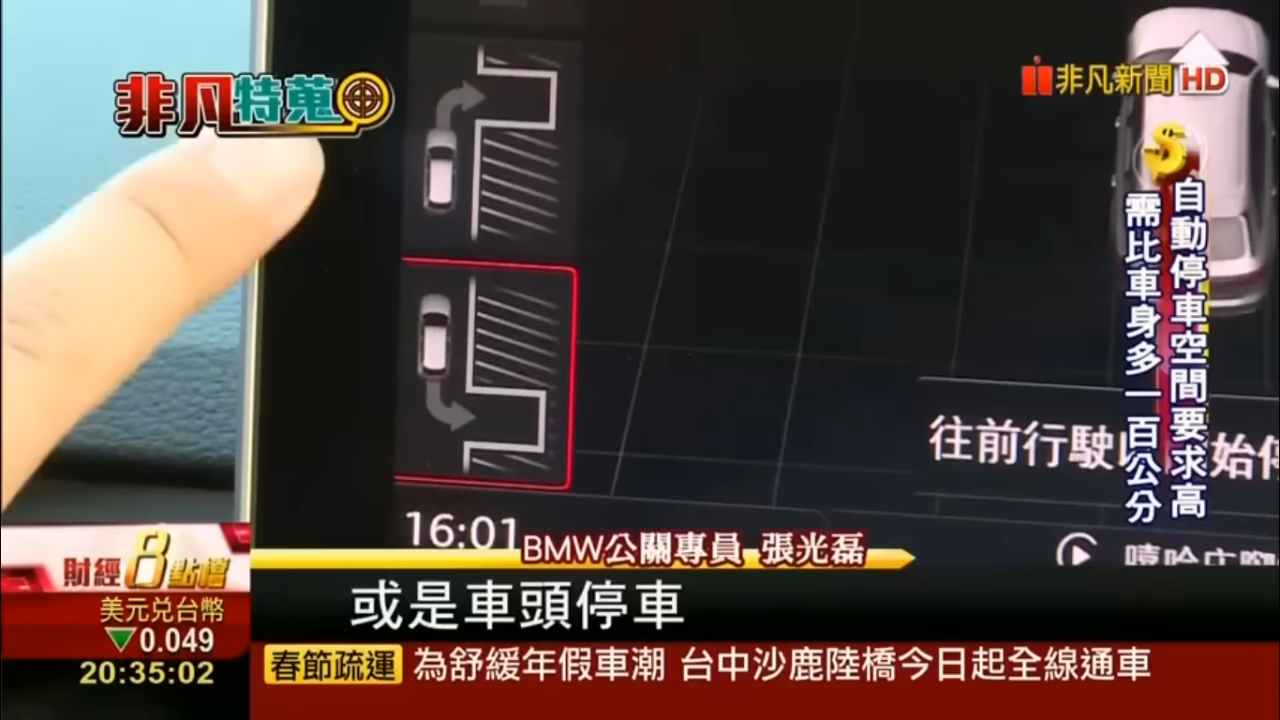 非凡特蒐
非凡新聞HD
自動停車空間要求高
需比車身多一百公分
往前行駛
始
16:01
BMW公關專員 張光磊
或是車頭停車
財經8點檔
美元兌台幣
▼0.049
20:35:02
春節疏運 為舒緩年假車潮 台中沙鹿陸橋今日起全線通車